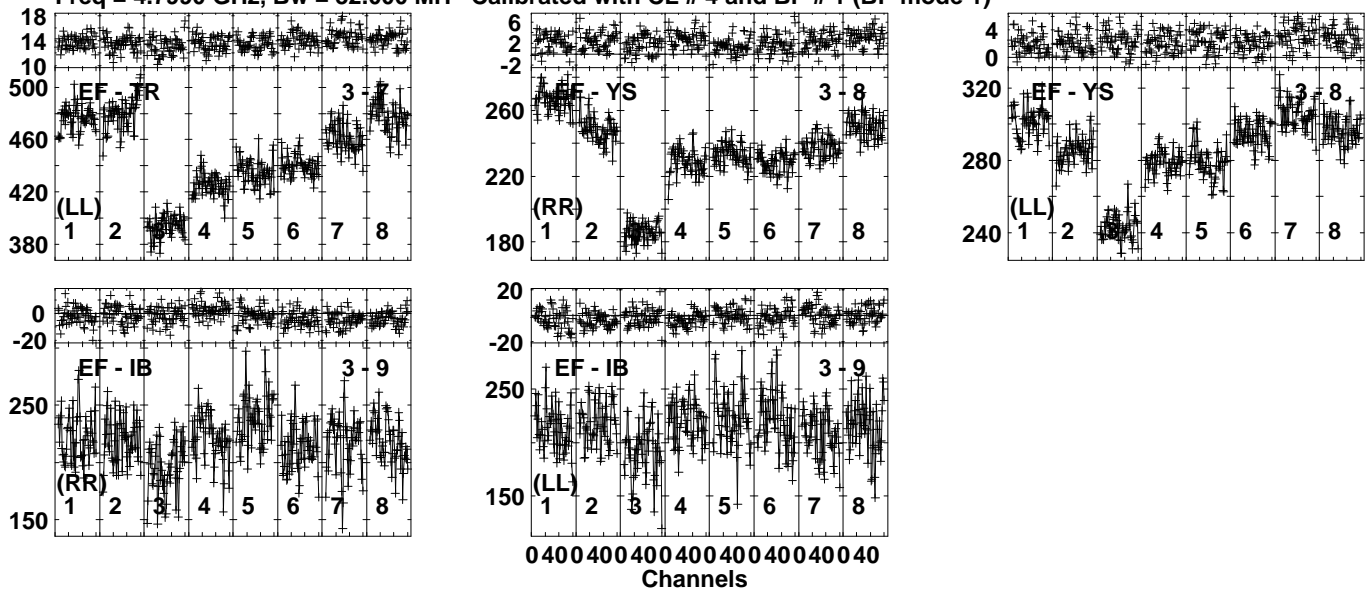 Freq = GHz, Bw = MH Calibrated with CL # 4 and BP # 1 (BP mode 1)
18
14
10
500
460
420
380
EF - TR 3 - 7
(LL)
1 2 3 4 5 6 7 8
6
2
-2
260
220
180
EF - YS 3 - 8
(RR)
1 2 3 4 5 6 7 8
4
0
320
280
240
EF - YS 3 - 8
(LL)
1 2 3 4 5 6 7 8
0
-20
250
150
EF - IB 3 - 9
(RR)
1 2 3 4 5 6 7 8
20
-20
250
150
EF - IB 3 - 9
(LL)
1 2 3 4 5 6 7 8
0 40 0 40 0 40 0 40 0 40 0 40 0 40 0 40
Channels